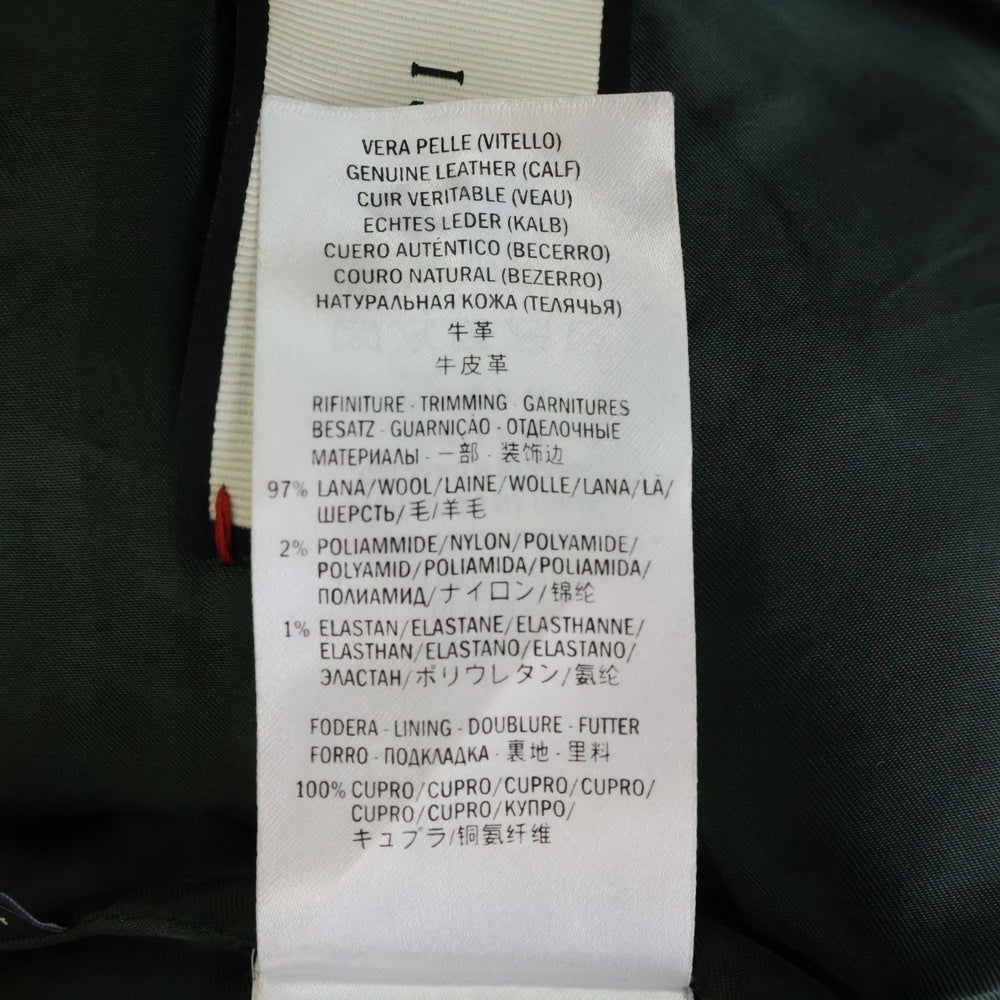 VERA PELLE (VITELLO)
GENUINE LEATHER (CALF)
CUIR VERITABLE (VEAU)
ECHTES LEDER (KALB)
CUERO AUTÉNTICO (BECERRO)
COURO NATURAL (BEZERRO)
НАТУРАЛЬНАЯ КОЖА (ТЕЛЯЧЬЯ)
牛革
牛皮革
RIFINITURE - TRIMMING - GARNITURES
BESATZ - GUARNIÇÃO - ОТДЕЛОЧНЫЕ
МАТЕРИАЛЫ - 一部 - 装饰边
97% LANA/WOOL/LAINE/WOLLE/LANA/LÃ/
ШЕРСТЬ/毛/羊毛
2% POLIAMMIDE/NYLON/POLYAMIDE/
POLYAMID/POLIAMIDA/POLIAMIDA/
ПОЛИАМИД/ナイロン/锦纶
1% ELASTAN/ELASTANE/ELASTHANNE/
ELASTHAN/ELASTANO/ELASTANO/
ЭЛАСТАН/ポリウレタン/氨纶
FODERA - LINING - DOUBLURE - FUTTER
FORRO - ПОДКЛАДКА - 裏地 - 里料
100% CUPRO/CUPRO/CUPRO/CUPRO/
CUPRO/CUPRO/КУПРО/
キュプラ/铜氨纤维